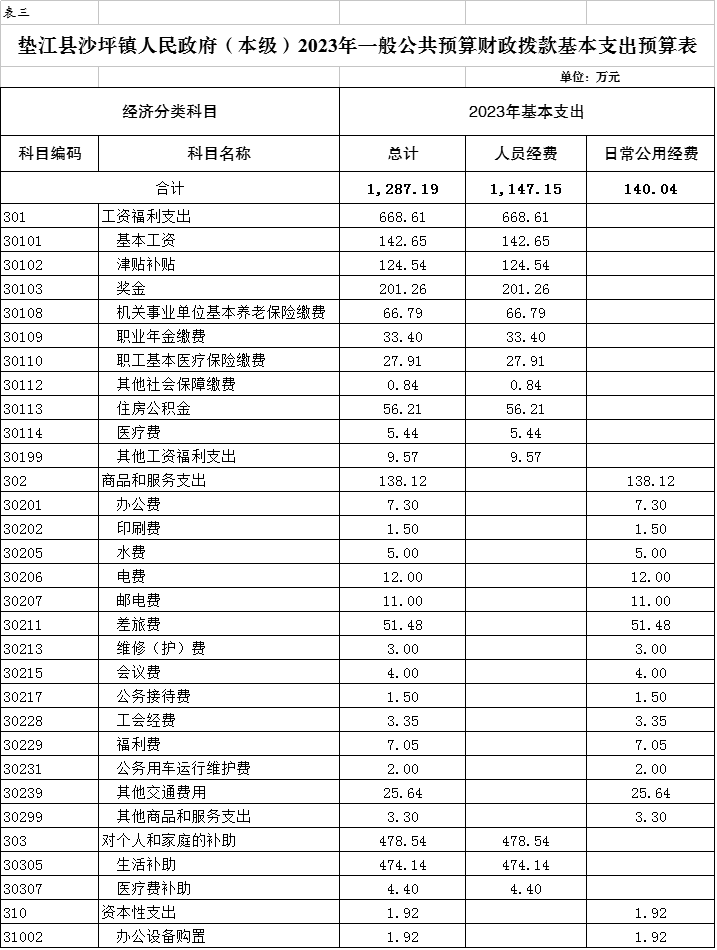 表三
垫江县沙坪镇人民政府（本级）2023年一般公共预算财政拨款基本支出预算表
单位：万元
经济分类科目 2023年基本支出
科目编码 科目名称 总计 人员经费 日常公用经费
合计 1,287.19 1,147.15 140.04
301 工资福利支出 668.61 668.61
30101 基本工资 142.65 142.65
30102 津贴补贴 124.54 124.54
30103 奖金 201.26 201.26
30108 机关事业单位基本养老保险缴费 66.79 66.79
30109 职业年金缴费 33.40 33.40
30110 职工基本医疗保险缴费 27.91 27.91
30112 其他社会保障缴费 0.84 0.84
30113 住房公积金 56.21 56.21
30114 医疗费 5.44 5.44
30199 其他工资福利支出 9.57 9.57
302 商品和服务支出 138.12 138.12
30201 办公费 7.30 7.30
30202 印刷费 1.50 1.50
30205 水费 5.00 5.00
30206 电费 12.00 12.00
30207 邮电费 11.00 11.00
30211 差旅费 51.48 51.48
30213 维修（护）费 3.00 3.00
30215 会议费 4.00 4.00
30217 公务接待费 1.50 1.50
30228 工会经费 3.35 3.35
30229 福利费 7.05 7.05
30231 公务用车运行维护费 2.00 2.00
30239 其他交通费用 25.64 25.64
30299 其他商品和服务支出 3.30 3.30
303 对个人和家庭的补助 478.54 478.54
30305 生活补助 474.14 474.14
30307 医疗费补助 4.40 4.40
310 资本性支出 1.92 1.92
31002 办公设备购置 1.92 1.92